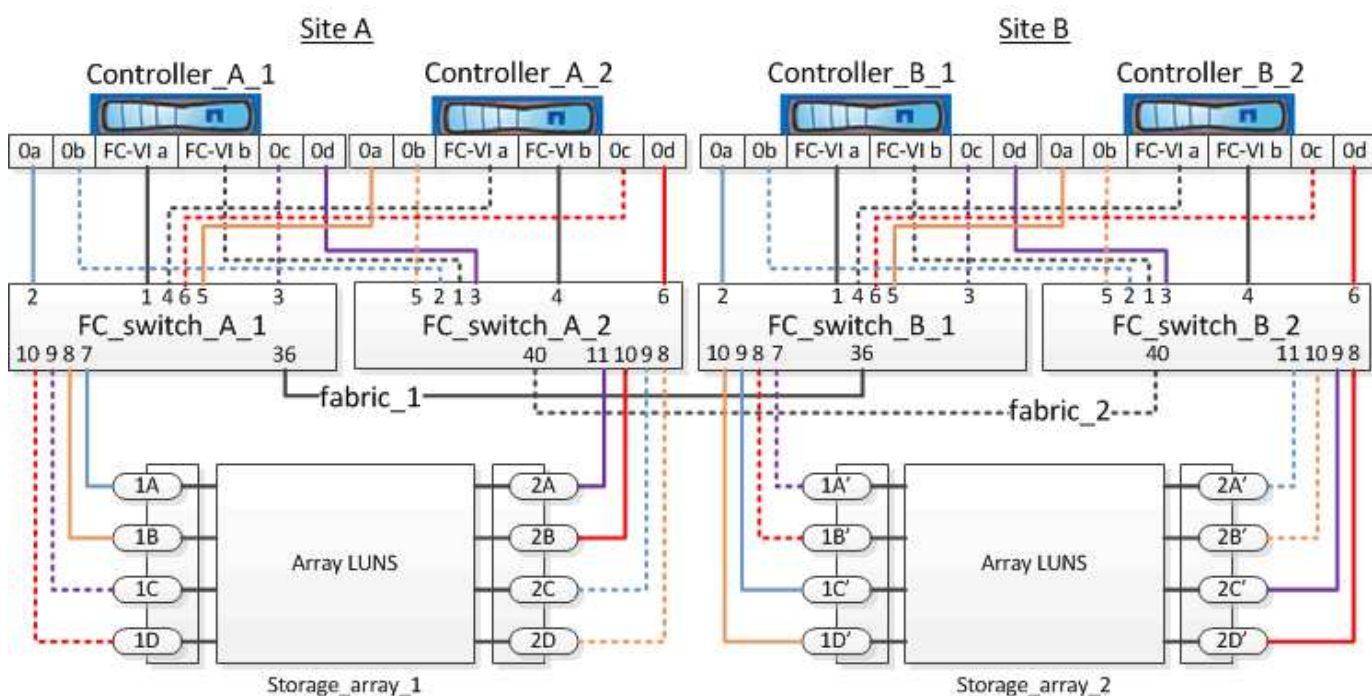 Site A Site B
Controller_A_1 Controller_A_2 Controller_B_1 Controller_B_2
0a 0b FC-VI a FC-VI b 0c 0d 0a 0b FC-VI a FC-VI b 0c 0d 0a 0b FC-VI a FC-VI b 0c 0d 0a 0b FC-VI a FC-VI b 0c 0d
2 1 4 6 5 3 5 2 1 3 4 6 2 1 4 6 5 3 5 2 1 3 4 6
FC_switch_A_1 FC_switch_A_2 FC_switch_B_1 FC_switch_B_2
10 9 8 7 36 40 11 10 9 8 10 9 8 7 36 40 11 10 9 8
fabric_1 fabric_2
1A 2A 1A' 2A'
1B 2B 1B' 2B'
Array LUNS Array LUNS
1C 2C 1C' 2C'
1D 2D 1D' 2D'
Storage_array_1 Storage_array_2